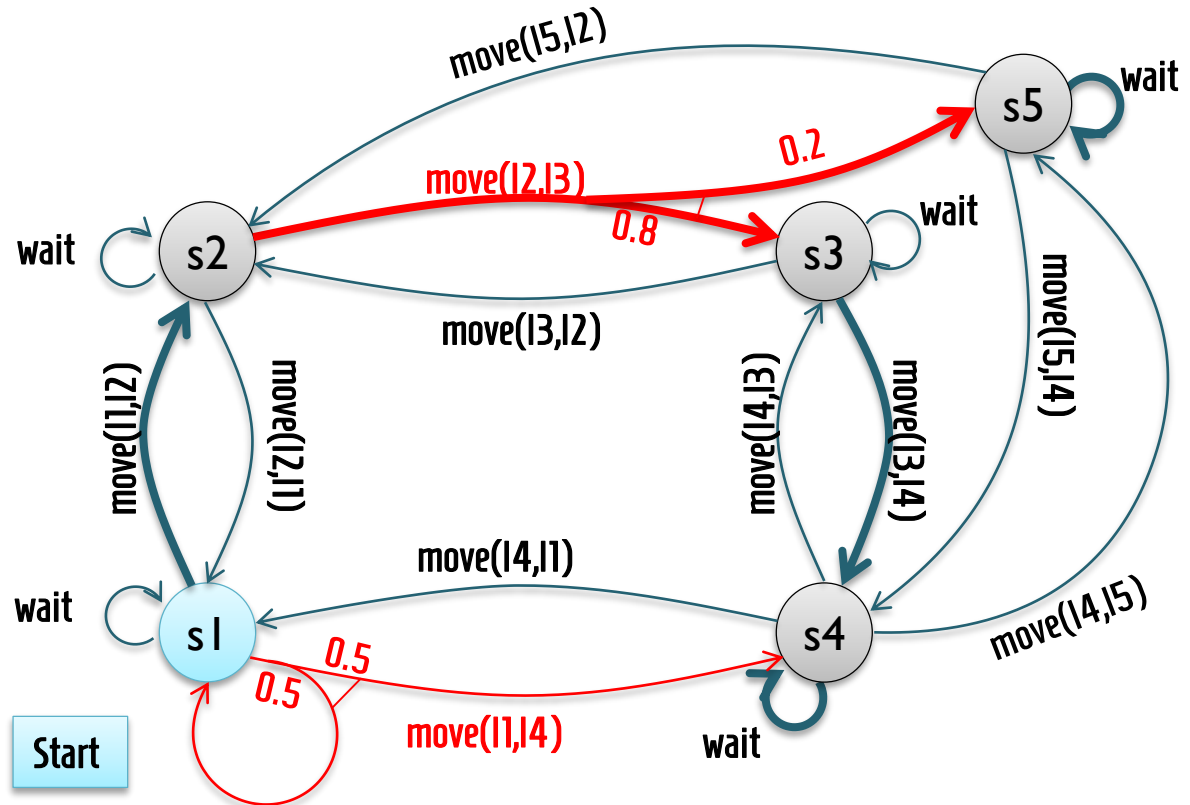 move(l5,l2)
wait
s5
0.2
move(l2,l3)
0.8
wait
wait
s2
s3
move(l3,l2)
move(l5,l4)
move(l1,l2)
move(l2,l1)
move(l4,l3)
move(l3,l4)
move(l4,l1)
wait
s1
s4
move(l4,l5)
0.5
0.5
move(l1,l4)
wait
Start